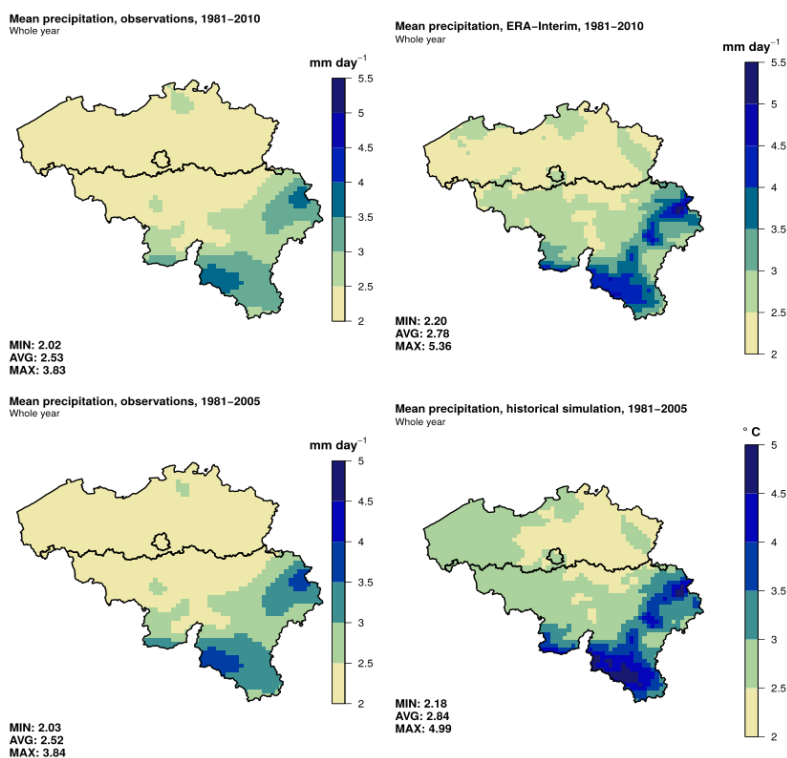 Mean precipitation, observations, 1981−2010
Whole year
mm day−1
5.5
5
4.5
4
3.5
3
2.5
2
MIN: 2.02
AVG: 2.53
MAX: 3.83
Mean precipitation, ERA−Interim, 1981−2010
Whole year
mm day−1
5.5
5
4.5
4
3.5
3
2.5
2
MIN: 2.20
AVG: 2.78
MAX: 5.36
Mean precipitation, observations, 1981−2005
Whole year
mm day−1
5
4.5
4
3.5
3
2.5
2
MIN: 2.03
AVG: 2.52
MAX: 3.84
Mean precipitation, historical simulation, 1981−2005
Whole year
° C
5
4.5
4
3.5
3
2.5
2
MIN: 2.18
AVG: 2.84
MAX: 4.99